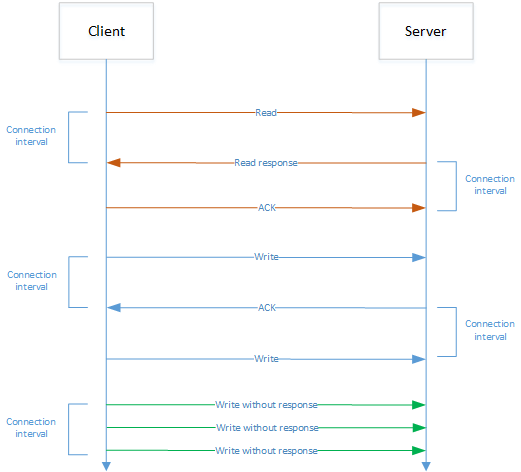 Client
Server
Read
Connection
interval
Read response
Connection
interval
ACK
Write
Connection
interval
ACK
Connection
interval
Write
Write without response
Connection
interval
Write without response
Write without response